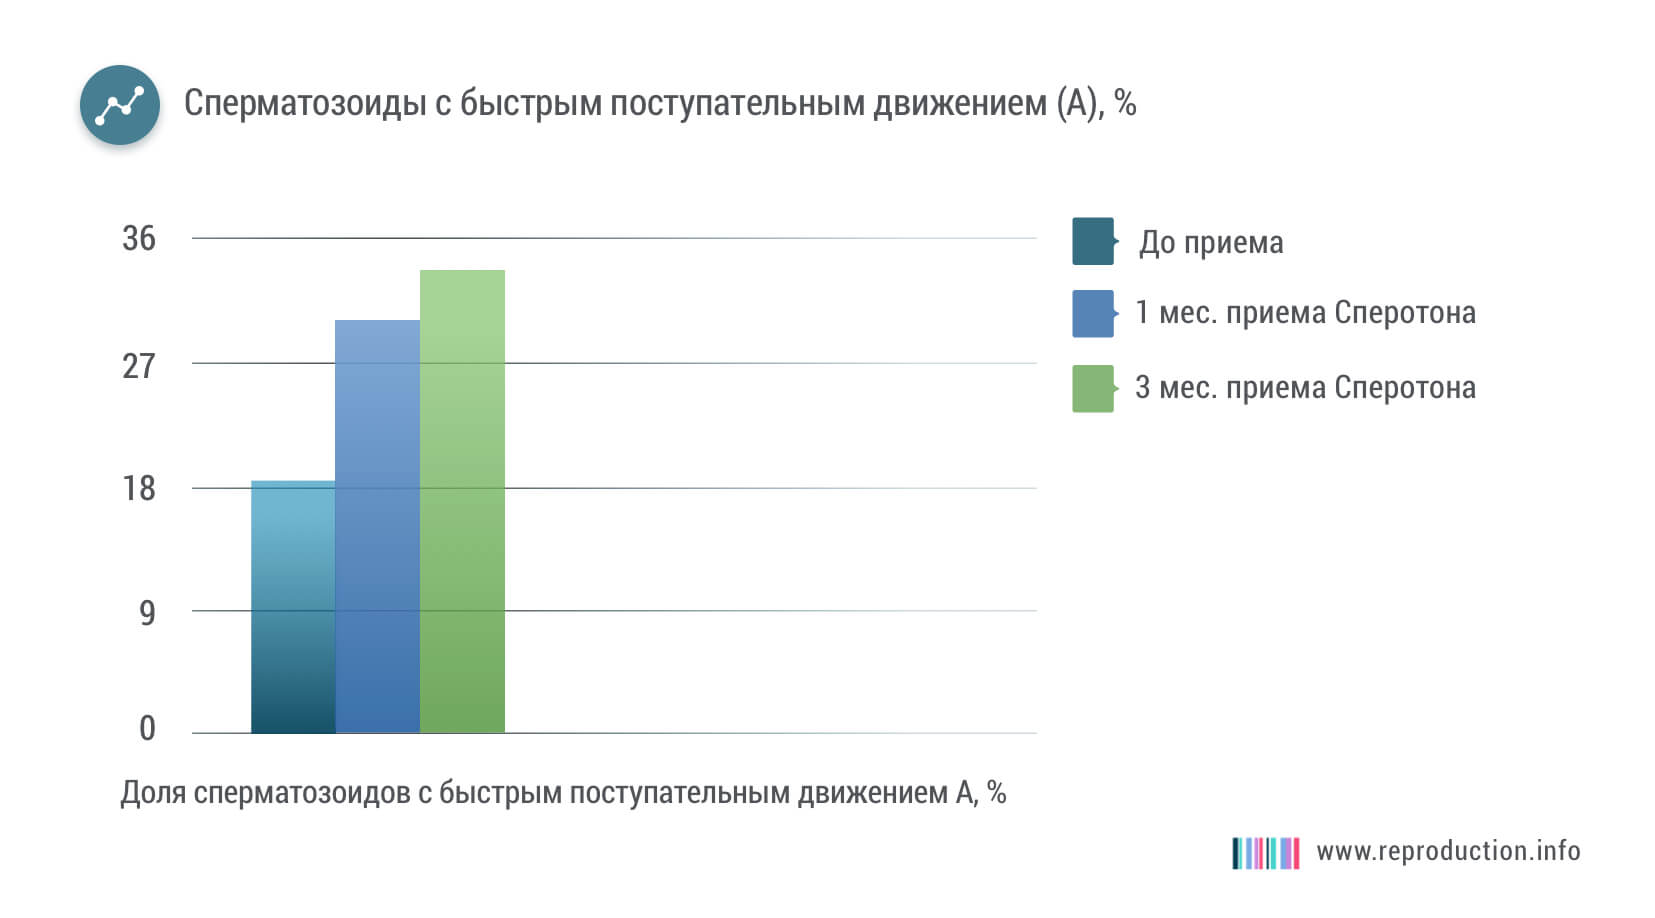 Сперматозоиды с быстрым поступательным движением (А), %
36
27
18
9
0
До приема
1 мес. приема Сперотона
3 мес. приема Сперотона
Доля сперматозоидов с быстрым поступательным движением А, %
www.reproduction.info